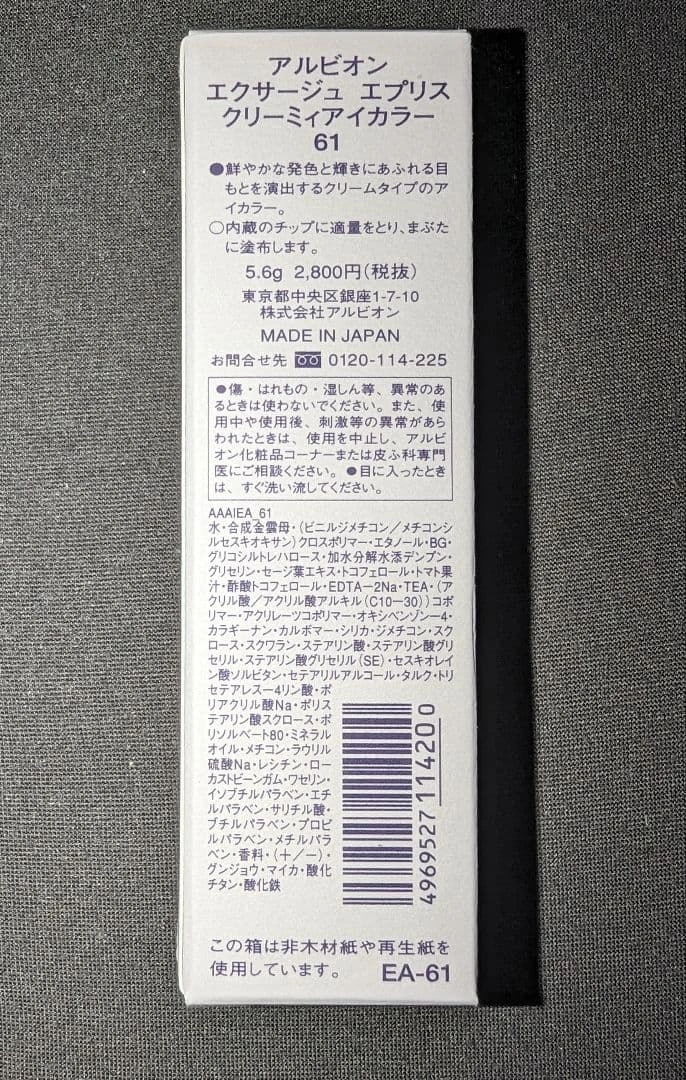 アルビオン
エクサージュ エプリス
クリーミィアイカラー
61
●鮮やかな発色と輝きにあふれる目
もとを演出するクリームタイプのア
イカラー。
○内蔵のチップに適量をとり、まぶた
に塗布します。
5.6g 2,800円(税抜)
東京都中央区銀座1-7-10
株式会社アルビオン
MADE IN JAPAN
お問合せ先 0120-114-225
●傷・はれもの・湿しん等、異常のあ
るときは使わないでください。また、使
用中や使用後、刺激等の異常があら
われたときは、使用を中止し、アルビ
オン化粧品コーナーまたは皮ふ科専門
医にご相談ください。●目に入ったとき
は、すぐ洗い流してください。
AAAIEA_61
水・合成金雲母・(ビニルジメチコン/メチコンシ
ルセスキオキサン)クロスポリマー・エタノール・BG・
グリコシルトレハロース・加水分解水添デンプン・
グリセリン・セージ葉エキス・トコフェロール・トマト果
汁・酢酸トコフェロール・EDTA-2Na・TEA・(ア
クリル酸/アクリル酸アルキル(C10-30))コポ
リマー・アクリレーツコポリマー・オキシベンゾン-4・
カラギーナン・カルボマー・シリカ・ジメチコン・スク
ロース・スクワラン・ステアリン酸・ステアリン酸グリ
セリル・ステアリン酸グリセリル(SE)・セスキオレイ
ン酸ソルビタン・セテアリルアルコール・タルク・トリ
セテアレス-4リン酸・ポ
リアクリル酸Na・ポリス
テアリン酸スクロース・ポ
リソルベート80・ミネラル
オイル・メチコン・ラウリル
硫酸Na・レシチン・ロー
カストビーンガム・ワセリン・
イソブチルパラベン・エチ
ルパラベン・サリチル酸・
ブチルパラベン・プロピ
ルパラベン・メチルパラ
ベン・香料・(+/-)・
グンジョウ・マイカ・酸化
チタン・酸化鉄
4969527114200
この箱は非木材紙や再生紙を
使用しています。 EA-61